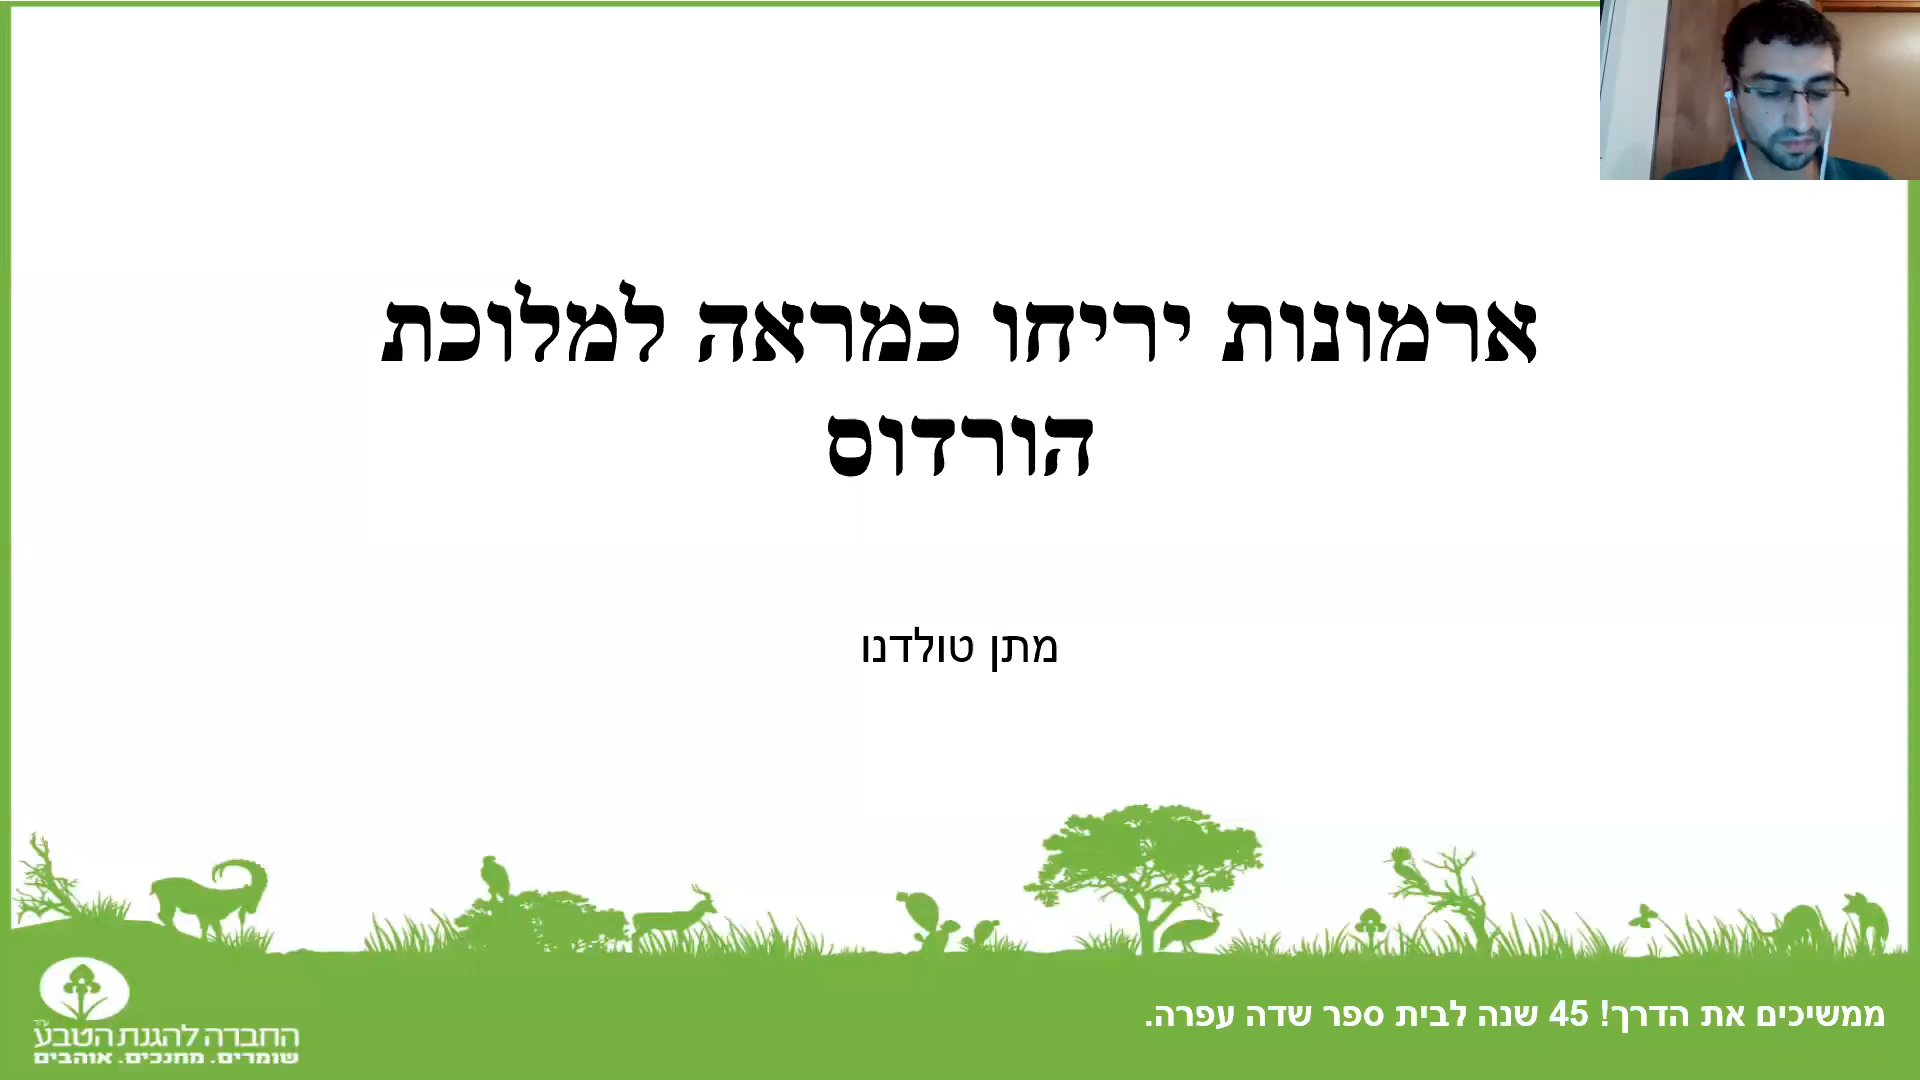 ארמונות יריחו כמראה למלוכת
הורדוס
מתן טולדנו
ממשיכים את הדרך! 45 שנה לבית ספר שדה עפרה.
החברה להגנת הטבע ע״ר
שומרים. מחנכים. אוהבים